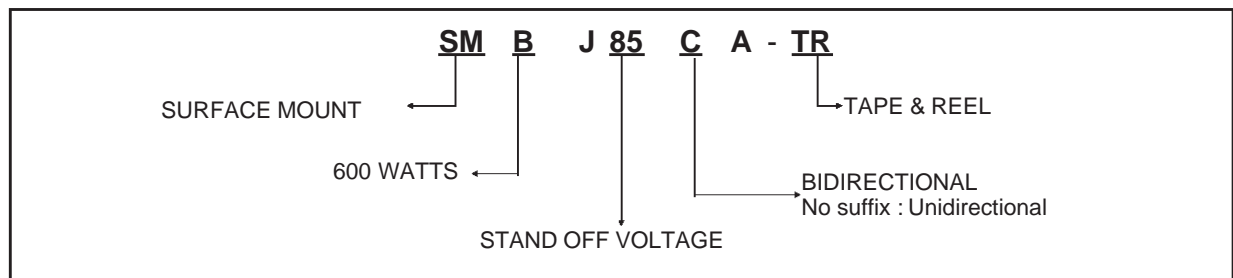 SM B J 85 C A - TR
SURFACE MOUNT
TAPE & REEL
600 WATTS
BIDIRECTIONAL
No suffix : Unidirectional
STAND OFF VOLTAGE